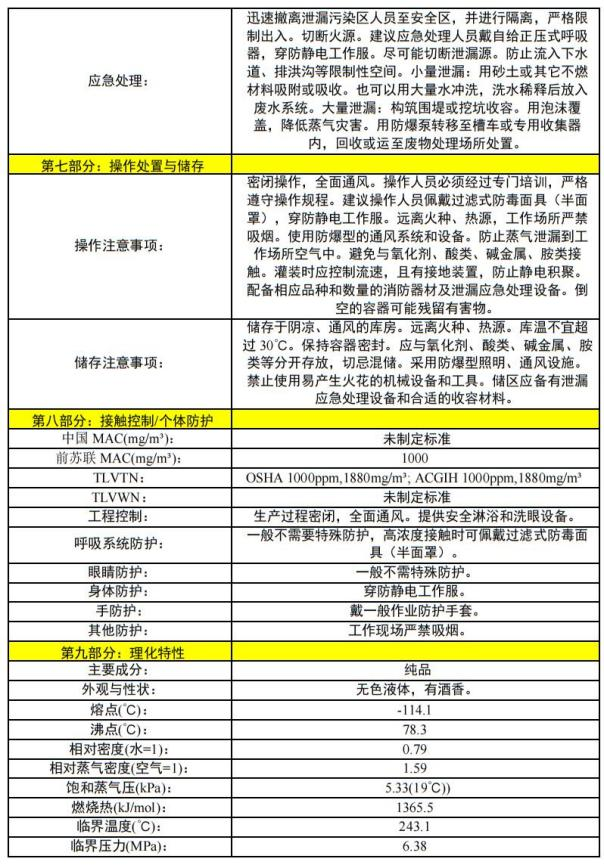 迅速撤离泄漏污染区人员至安全区，并进行隔离，严格限
制出入。切断火源。建议应急处理人员戴自给正压式呼吸
器，穿防静电工作服。尽可能切断泄漏源。防止流入下水
应急处理：
道、排洪沟等限制性空间。小量泄漏：用砂土或其它不燃
材料吸附或吸收。也可以用大量水冲洗，洗水稀释后放入
废水系统。大量泄漏：构筑围堤或挖坑收容。用泡沫覆
盖，降低蒸气灾害。用防爆泵转移至槽车或专用收集器
内，回收或运至废物处理场所处置。
第七部分：操作处置与储存
密闭操作，全面通风。操作人员必须经过专门培训，严格
遵守操作规程。建议操作人员佩戴过滤式防毒面具（半面
罩），穿防静电工作服。远离火种、热源，工作场所严禁
吸烟。使用防爆型的通风系统和设备。防止蒸气泄漏到工
操作注意事项：
作场所空气中。避免与氧化剂、酸类、碱金属、胺类接
触。灌装时应控制流速，且有接地装置，防止静电积聚。
配备相应品种和数量的消防器材及泄漏应急处理设备。倒
空的容器可能残留有害物。
储存于阴凉、通风的库房。远离火种、热源。库温不宜超
过 30℃。保持容器密封。应与氧化剂、酸类、碱金属、胺
储存注意事项：
类等分开存放，切忌混储。采用防爆型照明、通风设施。
禁止使用易产生火花的机械设备和工具。储区应备有泄漏
应急处理设备和合适的收容材料。
第八部分：接触控制/个体防护
中国 MAC(mg/m³)： 未制定标准
前苏联 MAC(mg/m³)： 1000
TLVTN： OSHA 1000ppm,1880mg/m³; ACGIH 1000ppm,1880mg/m³
TLVWN： 未制定标准
工程控制： 生产过程密闭，全面通风。提供安全淋浴和洗眼设备。
呼吸系统防护： 一般不需要特殊防护，高浓度接触时可佩戴过滤式防毒面
具（半面罩）。
眼睛防护： 一般不需特殊防护。
身体防护： 穿防静电工作服。
手防护： 戴一般作业防护手套。
其他防护： 工作现场严禁吸烟。
第九部分：理化特性
主要成分： 纯品
外观与性状： 无色液体，有酒香。
熔点(℃)： -114.1
沸点(℃)： 78.3
相对密度(水=1)： 0.79
相对蒸气密度(空气=1)： 1.59
饱和蒸气压(kPa)： 5.33(19℃))
燃烧热(kJ/mol)： 1365.5
临界温度(℃)： 243.1
临界压力(MPa)： 6.38